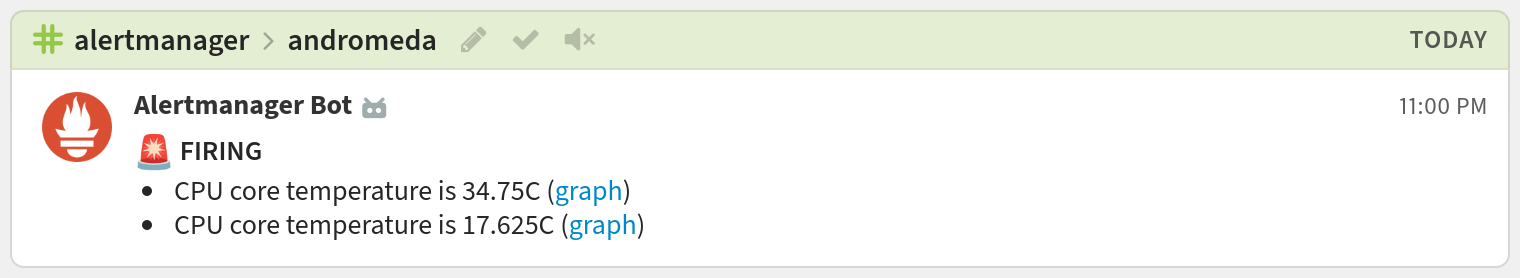 alertmanager > andromeda TODAY
Alertmanager Bot 11:00 PM
🚨 FIRING
• CPU core temperature is 34.75C (graph)
• CPU core temperature is 17.625C (graph)